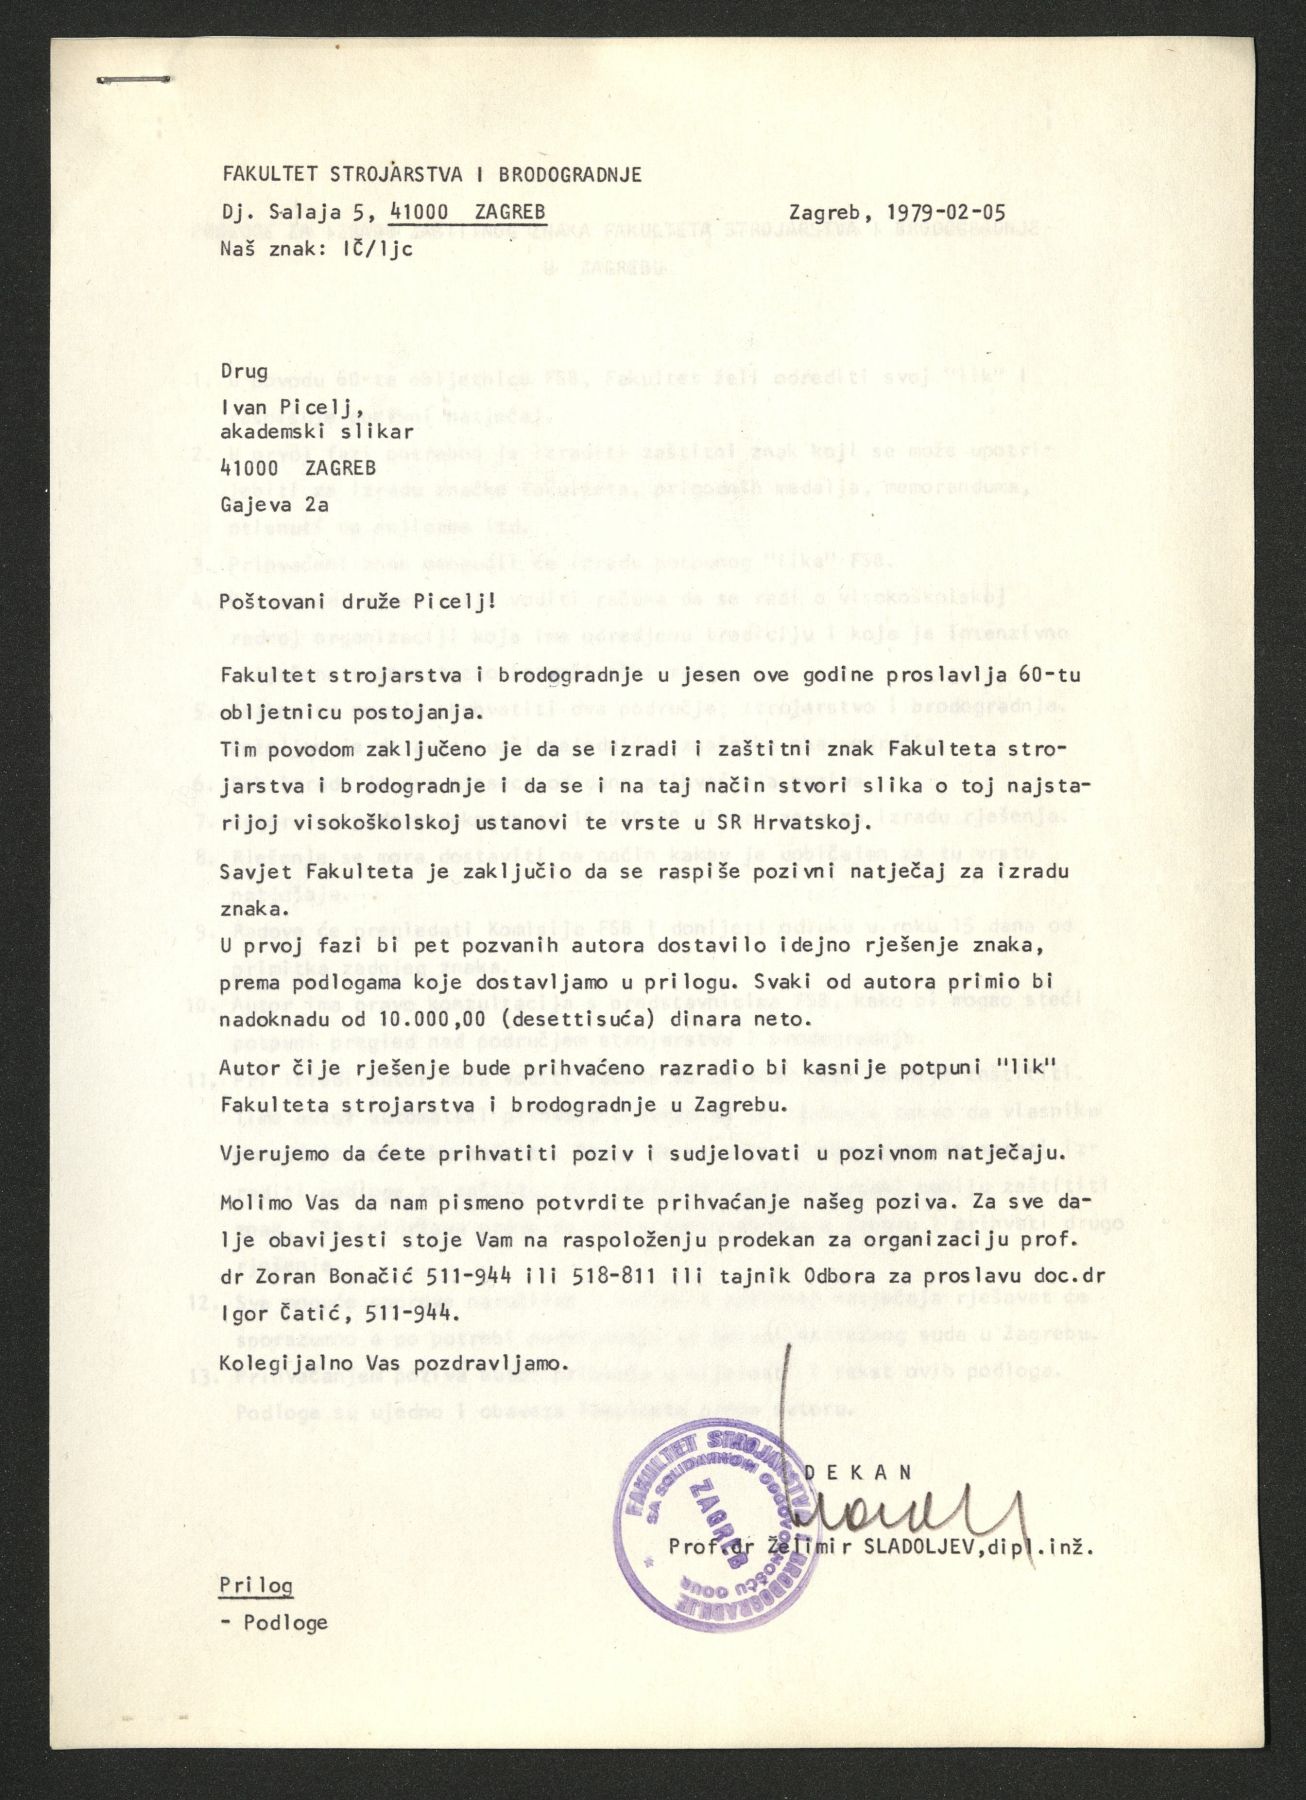 FAKULTET STROJARSTVA I BRODOGRADNJE
Dj. Salaja 5, 41000 ZAGREB Zagreb, 1979-02-05
Naš znak: IČ/ljc
Drug
Ivan Picelj,
akademski slikar
41000 ZAGREB
Gajeva 2a
Poštovani druže Picelj!
Fakultet strojarstva i brodogradnje u jesen ove godine proslavlja 60-tu
obljetnicu postojanja.
Tim povodom zaključeno je da se izradi i zaštitni znak Fakulteta stro-
jarstva i brodogradnje i da se i na taj način stvori slika o toj najsta-
rijoj visokoškolskoj ustanovi te vrste u SR Hrvatskoj.
Savjet Fakulteta je zaključio da se raspiše pozivni natječaj za izradu
znaka.
U prvoj fazi bi pet pozvanih autora dostavilo idejno rješenje znaka,
prema podlogama koje dostavljamo u prilogu. Svaki od autora primio bi
nadoknadu od 10.000,00 (desettisuća) dinara neto.
Autor čije rješenje bude prihvaćeno razradio bi kasnije potpuni "lik"
Fakulteta strojarstva i brodogradnje u Zagrebu.
Vjerujemo da ćete prihvatiti poziv i sudjelovati u pozivnom natječaju.
Molimo Vas da nam pismeno potvrdite prihvaćanje našeg poziva. Za sve da-
lje obavijesti stoje Vam na raspoloženju prodekan za organizaciju prof.
dr Zoran Bonačić 511-944 ili 518-811 ili tajnik Odbora za proslavu doc.dr
Igor Čatić, 511-944.
Kolegijalno Vas pozdravljamo.
D E K A N
Prof.dr Želimir SLADOLJEV,dipl.inž.
FAKULTET STROJARSTVA I BRODOGRADNJE
SA SOLIDARNOM ODGOVORNOŠĆU OOUR
ZAGREB
Prilog
- Podloge